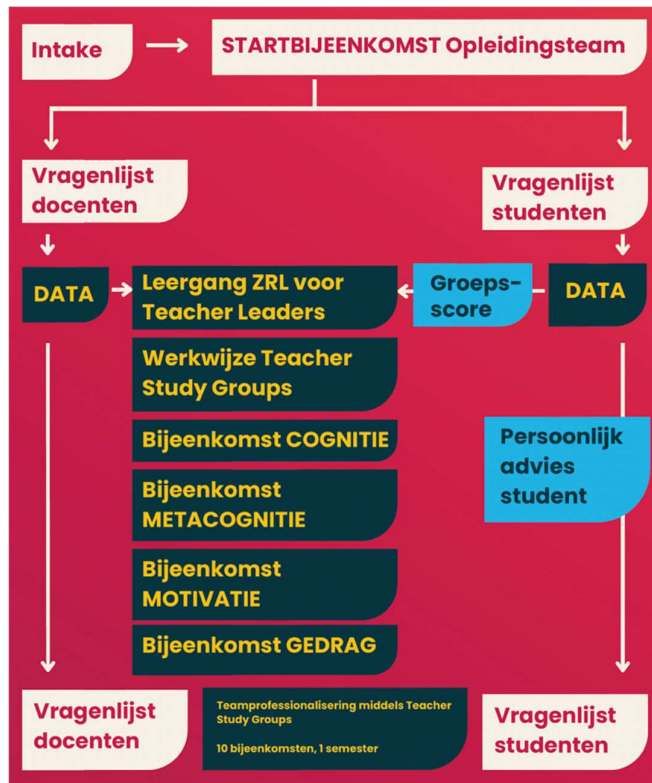 Intake
STARTBIJEENKOMST Opleidingsteam
Vragenlijst
docenten
Vragenlijst
studenten
DATA
Leergang ZRL voor
Teacher Leaders
Groeps-
score
DATA
Werkwijze Teacher
Study Groups
Bijeenkomst COGNITIE
Persoonlijk
advies
student
Bijeenkomst
METACOGNITIE
Bijeenkomst
MOTIVATIE
Bijeenkomst GEDRAG
Vragenlijst
docenten
Teamprofessionalisering middels Teacher
Study Groups
10 bijeenkomsten, 1 semester
Vragenlijst
studenten